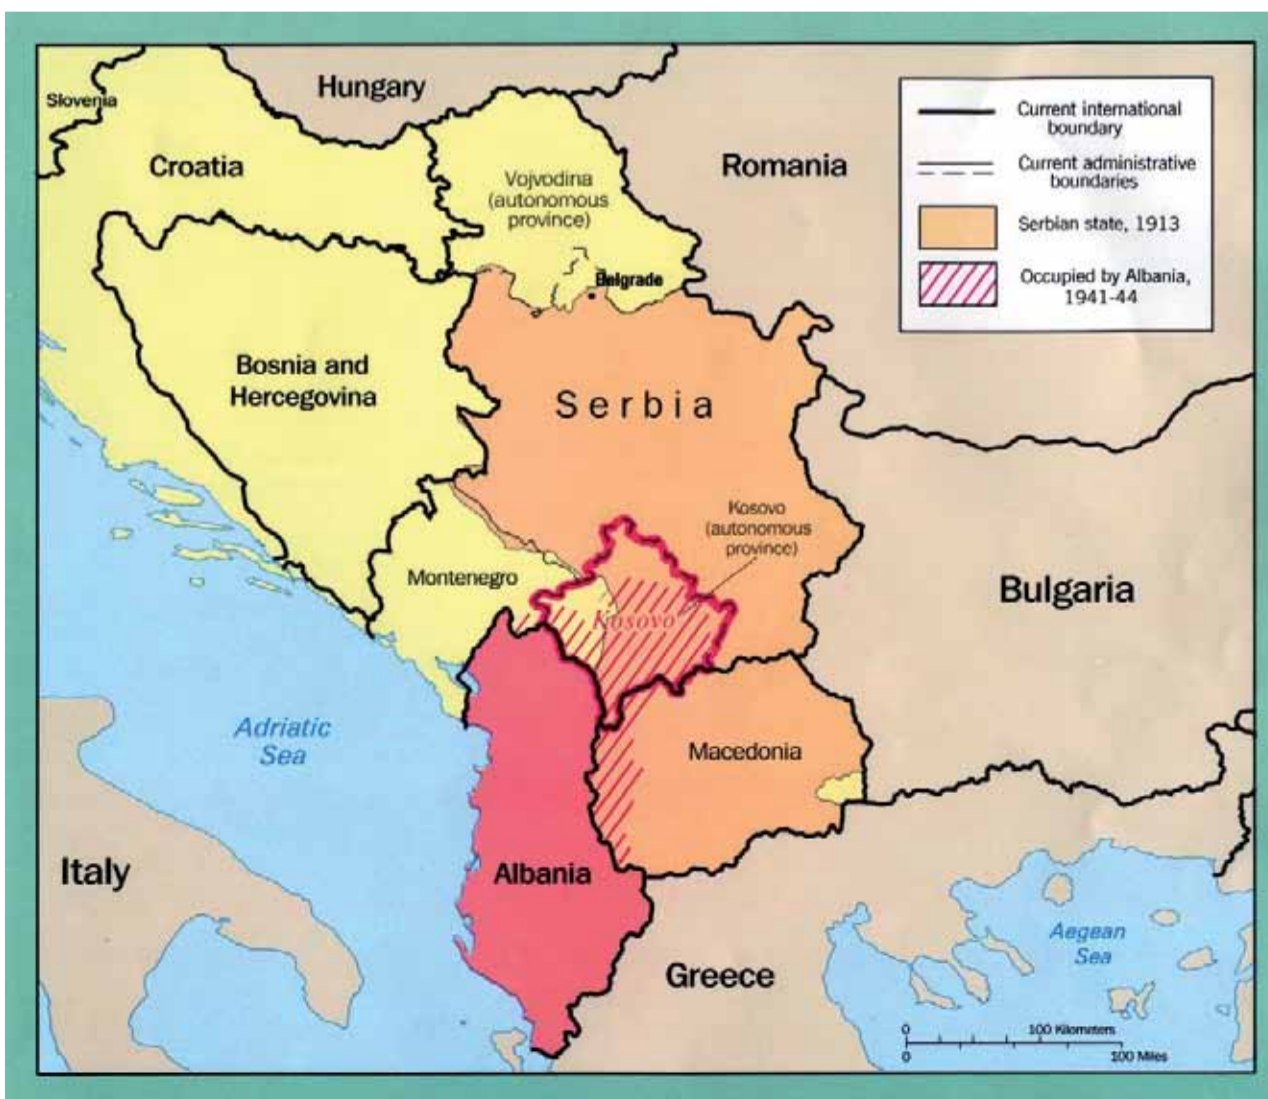 Hungary
Slovenia
Croatia
Romania
Vojvodina
(autonomous
province)
Belgrade
Bosnia and
Hercegovina
Serbia
Kosovo
(autonomous
province)
Montenegro
Kosovo
Bulgaria
Adriatic
Sea
Macedonia
Italy
Albania
Greece
Aegean
Sea
0 100 Kilometers
0 100 Miles
Current international
boundary
Current administrative
boundaries
Serbian state, 1913
Occupied by Albania,
1941-44